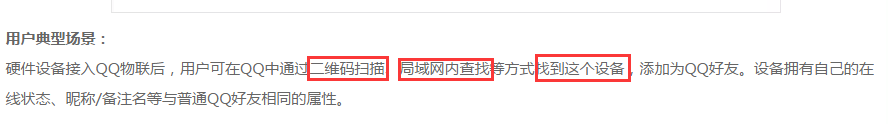 用户典型场景：
硬件设备接入QQ物联后，用户可在QQ中通过二维码扫描 局域网内查找等方式找到这个设备，添加为QQ好友。设备拥有自己的在
线状态、昵称/备注名等与普通QQ好友相同的属性。